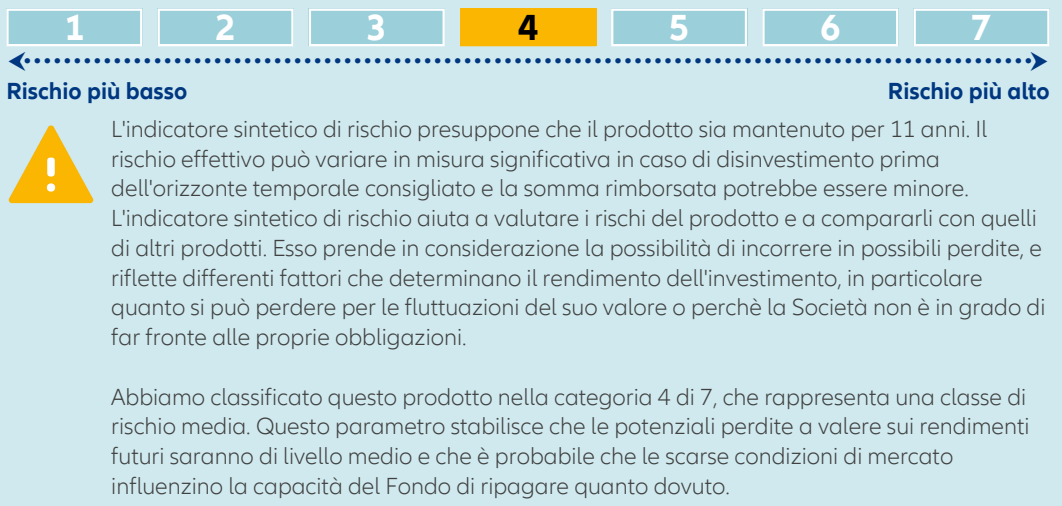 1 2 3 4 5 6 7
Rischio più basso Rischio più alto
L'indicatore sintetico di rischio presuppone che il prodotto sia mantenuto per 11 anni. Il
rischio effettivo può variare in misura significativa in caso di disinvestimento prima
dell'orizzonte temporale consigliato e la somma rimborsata potrebbe essere minore.
L'indicatore sintetico di rischio aiuta a valutare i rischi del prodotto e a compararli con quelli
di altri prodotti. Esso prende in considerazione la possibilità di incorrere in possibili perdite, e
riflette differenti fattori che determinano il rendimento dell'investimento, in particolare
quanto si può perdere per le fluttuazioni del suo valore o perchè la Società non è in grado di
far fronte alle proprie obbligazioni.
Abbiamo classificato questo prodotto nella categoria 4 di 7, che rappresenta una classe di
rischio media. Questo parametro stabilisce che le potenziali perdite a valere sui rendimenti
futuri saranno di livello medio e che è probabile che le scarse condizioni di mercato
influenzino la capacità del Fondo di ripagare quanto dovuto.